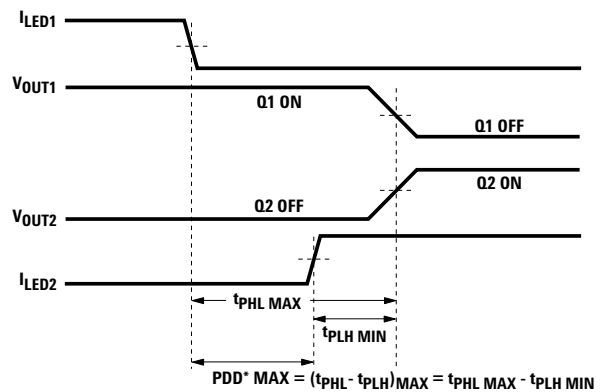 ILED1
VOUT1
Q1 ON
Q1 OFF
Q2 ON
Q2 OFF
VOUT2
ILED2
tPHL MAX
tPLH MIN
PDD* MAX = (tPHL- tPLH)MAX = tPHL MAX - tPLH MIN